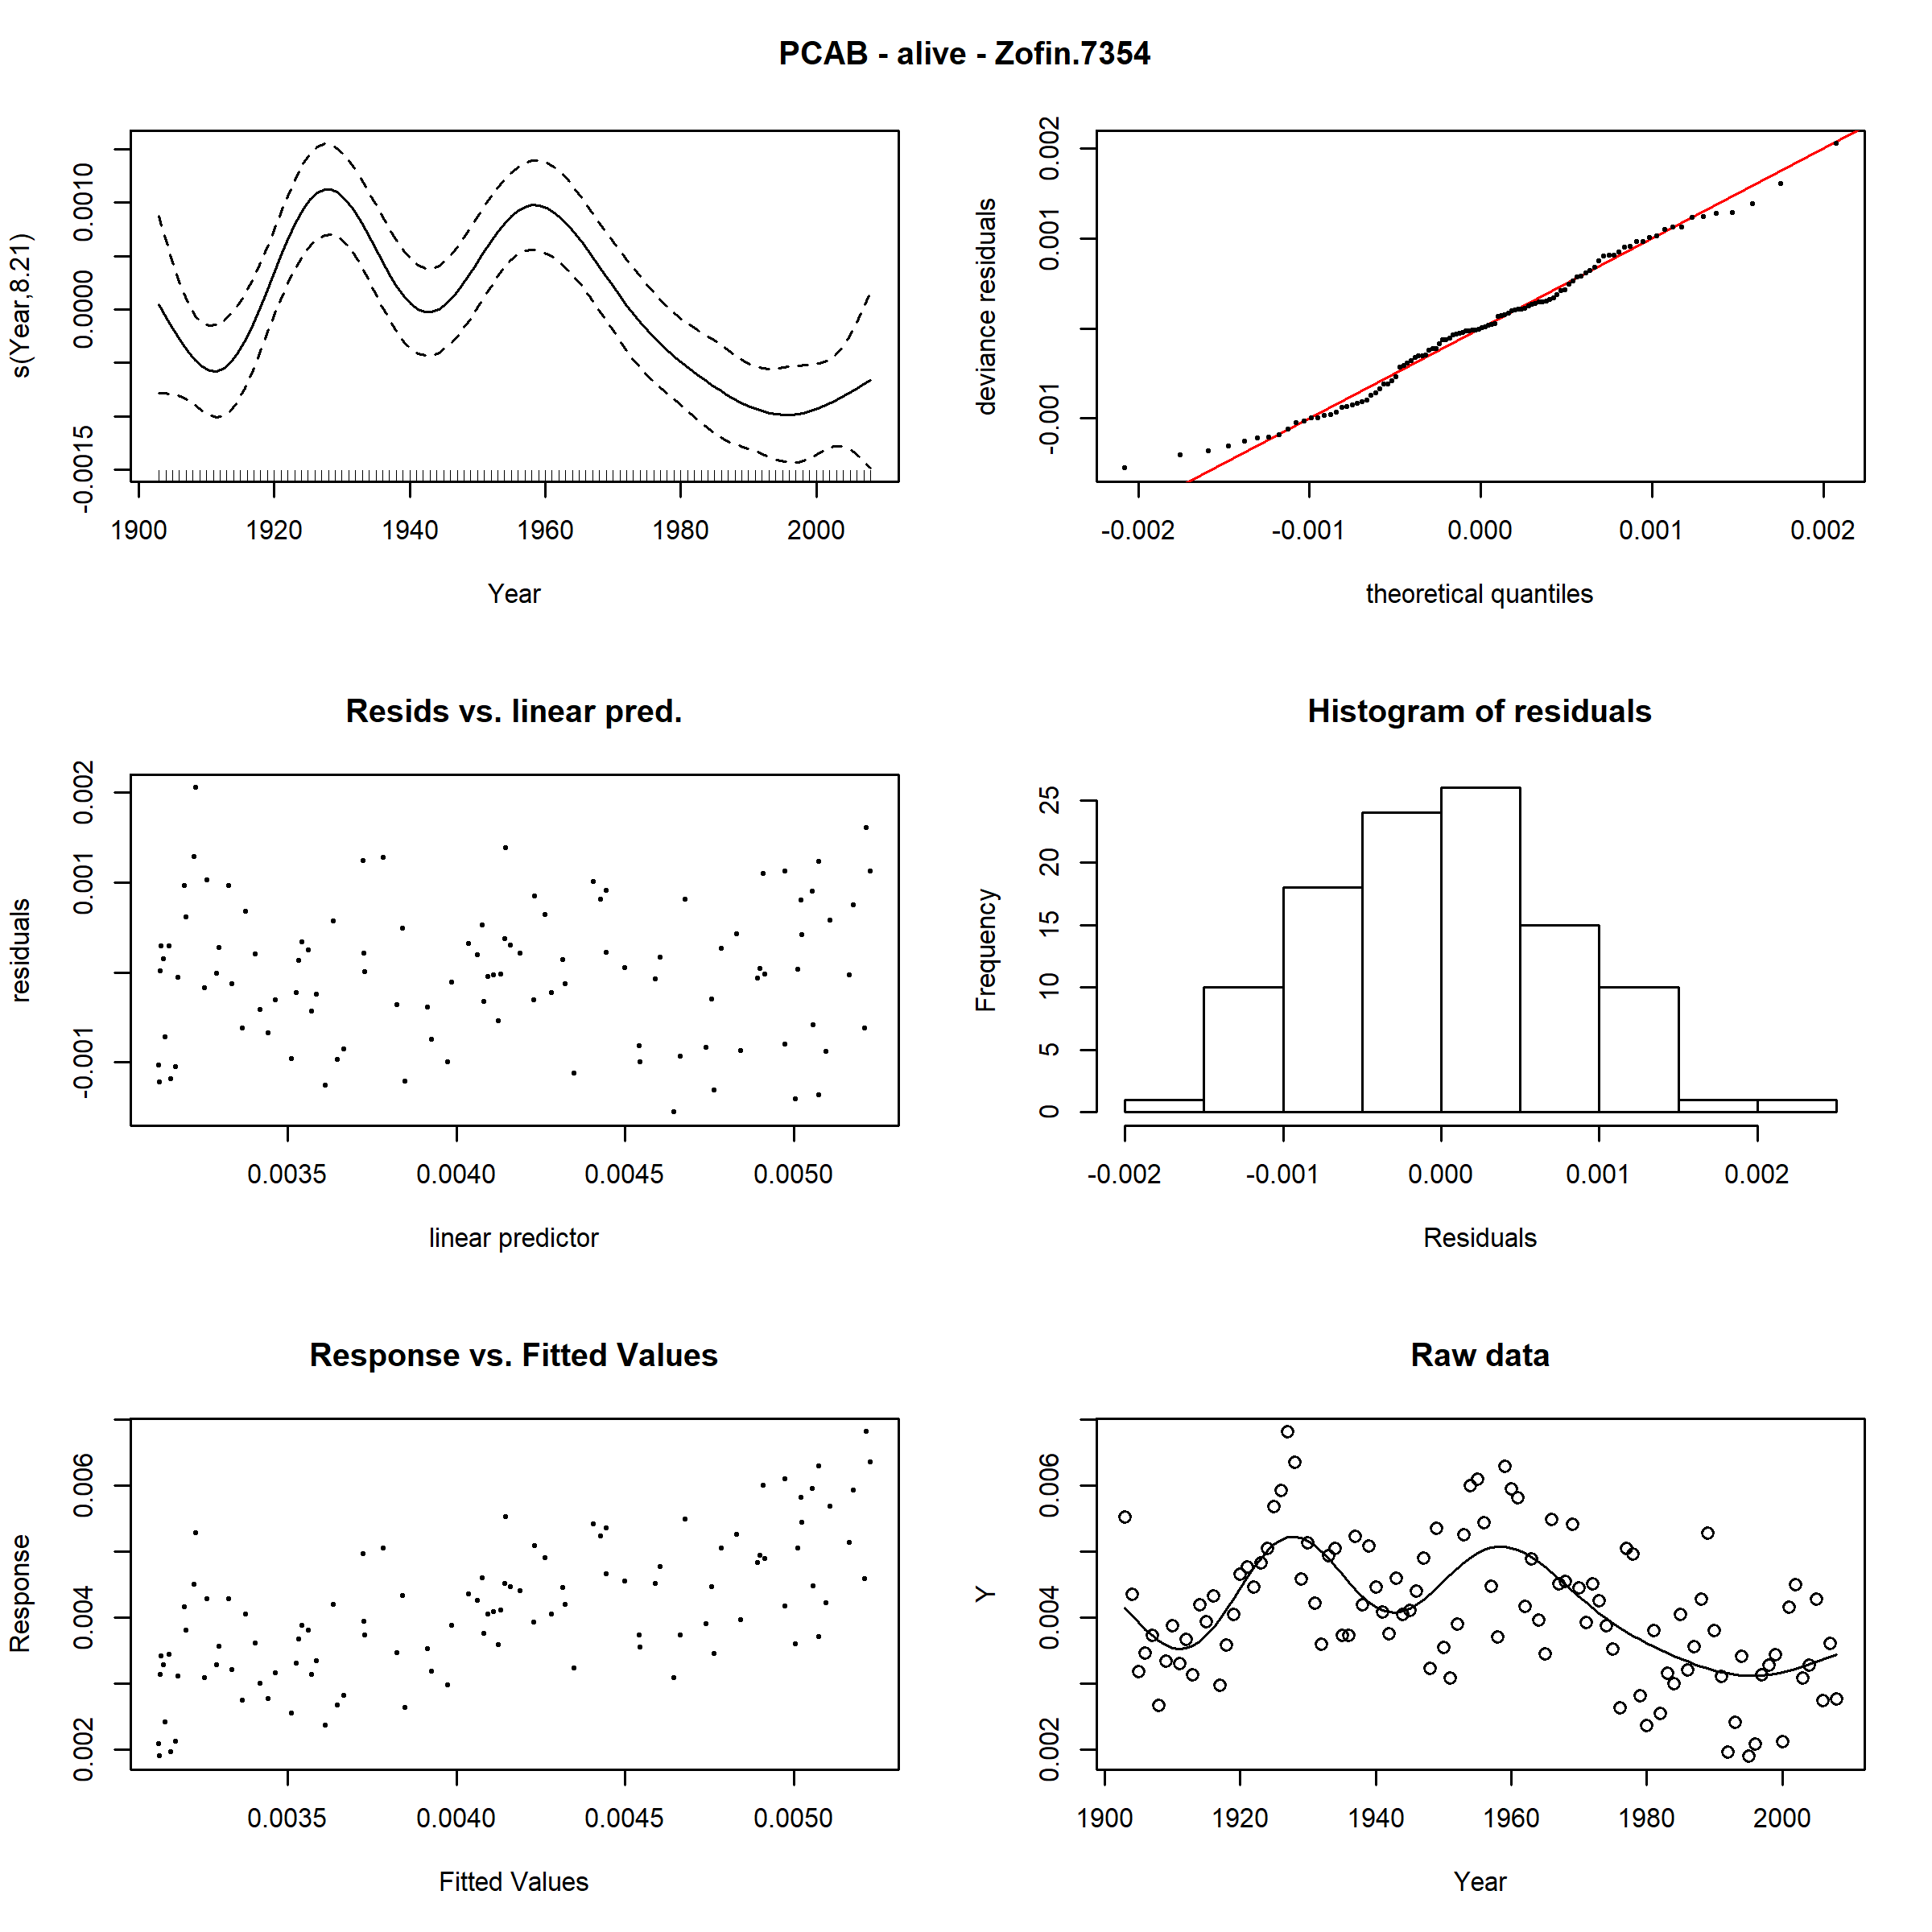 PCAB - alive - Zofin.7354
s(Year,8.21)
0.0010
0.0000
-0.0015
1900 1920 1940 1960 1980 2000
Year
deviance residuals
0.002
0.001
-0.001
-0.002 -0.001 0.000 0.001 0.002
theoretical quantiles
Resids vs. linear pred.
residuals
0.002
0.001
-0.001
0.0035 0.0040 0.0045 0.0050
linear predictor
Histogram of residuals
Frequency
25
20
15
10
5
0
-0.002 -0.001 0.000 0.001 0.002
Residuals
Response vs. Fitted Values
Response
0.006
0.004
0.002
0.0035 0.0040 0.0045 0.0050
Fitted Values
Raw data
Y
0.006
0.004
0.002
1900 1920 1940 1960 1980 2000
Year